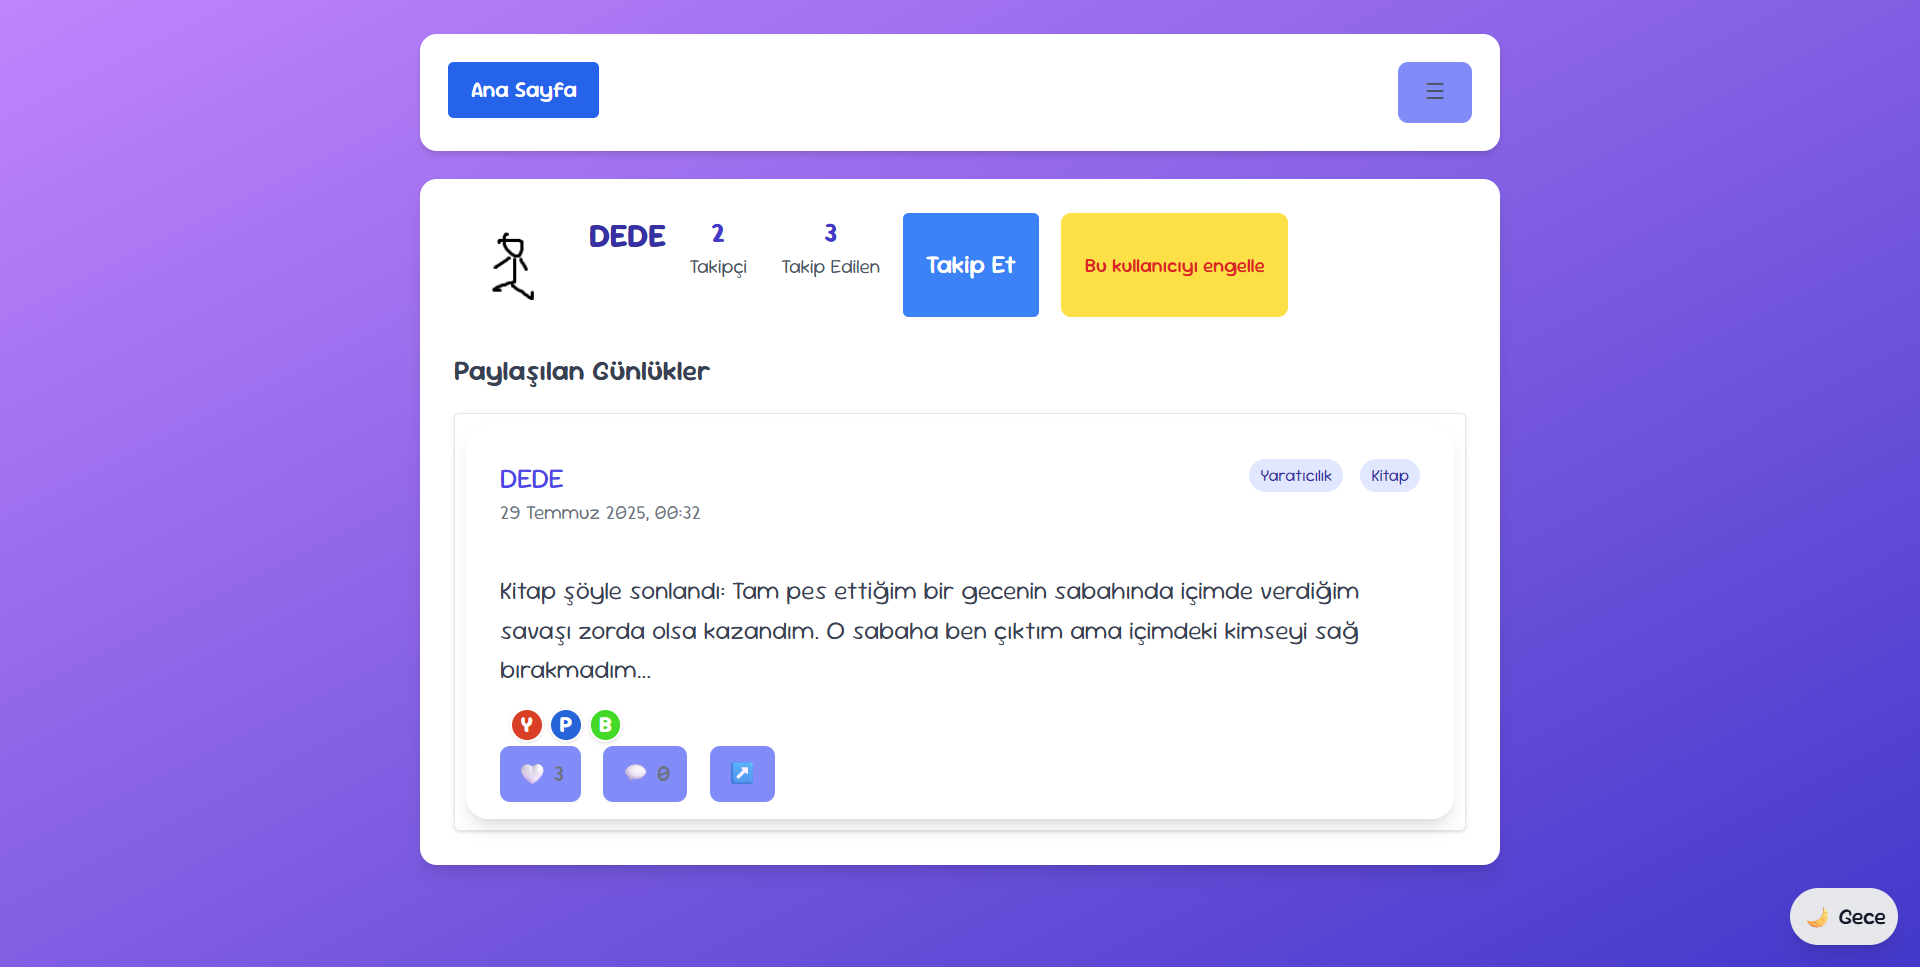 Ana Sayfa
☰
DEDE
2
Takipçi
3
Takip Edilen
Takip Et
Bu kullanıcıyı engelle
Paylaşılan Günlükler
DEDE
Yaratıcılık
Kitap
29 Temmuz 2025, 00:32
Kitap şöyle sonlandı: Tam pes ettiğim bir gecenin sabahında içimde verdiğim
savaşı zorda olsa kazandım. O sabaha ben çıktım ama içimdeki kimseyi sağ
bırakmadım...
Y P B
🤍 3
💬 0
↗️
🌙 Gece